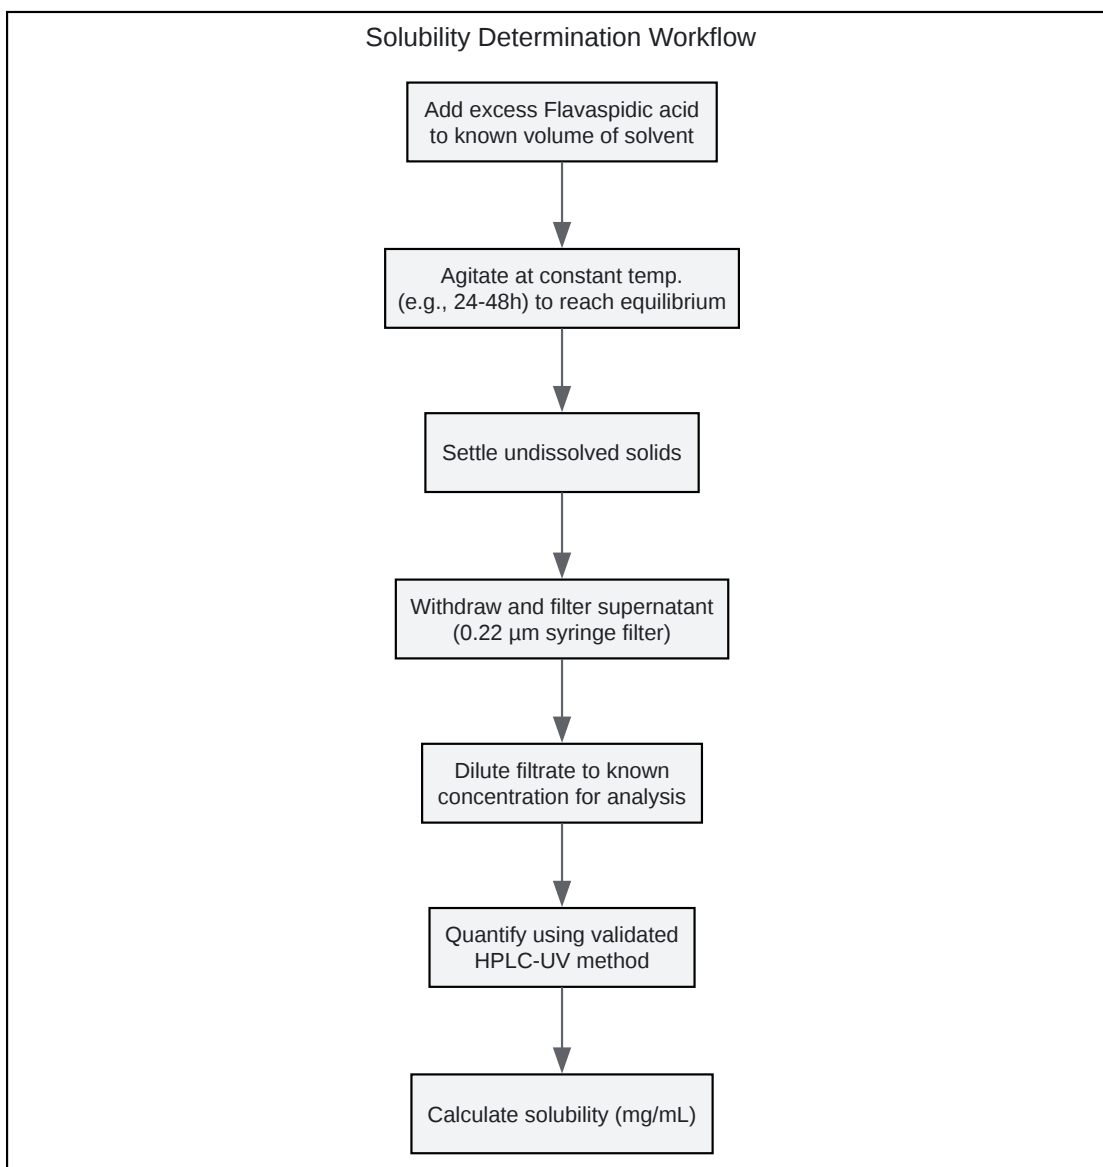 Solubility Determination Workflow
Add excess Flavaspidic acid
to known volume of solvent
Agitate at constant temp.
(e.g., 24-48h) to reach equilibrium
Settle undissolved solids
Withdraw and filter supernatant
(0.22 µm syringe filter)
Dilute filtrate to known
concentration for analysis
Quantify using validated
HPLC-UV method
Calculate solubility (mg/mL)